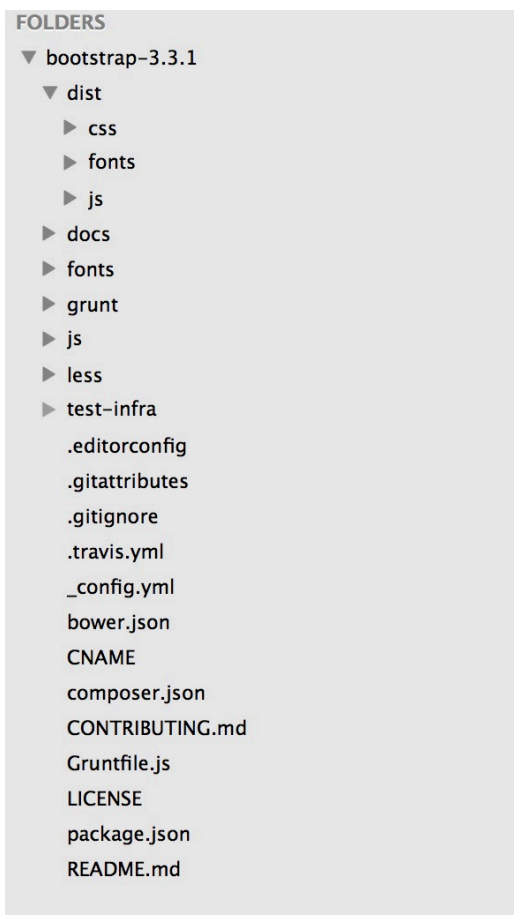 FOLDERS
bootstrap-3.3.1
dist
css
fonts
js
docs
fonts
grunt
js
less
test-infra
.editorconfig
.gitattributes
.gitignore
.travis.yml
_config.yml
bower.json
CNAME
composer.json
CONTRIBUTING.md
Gruntfile.js
LICENSE
package.json
README.md